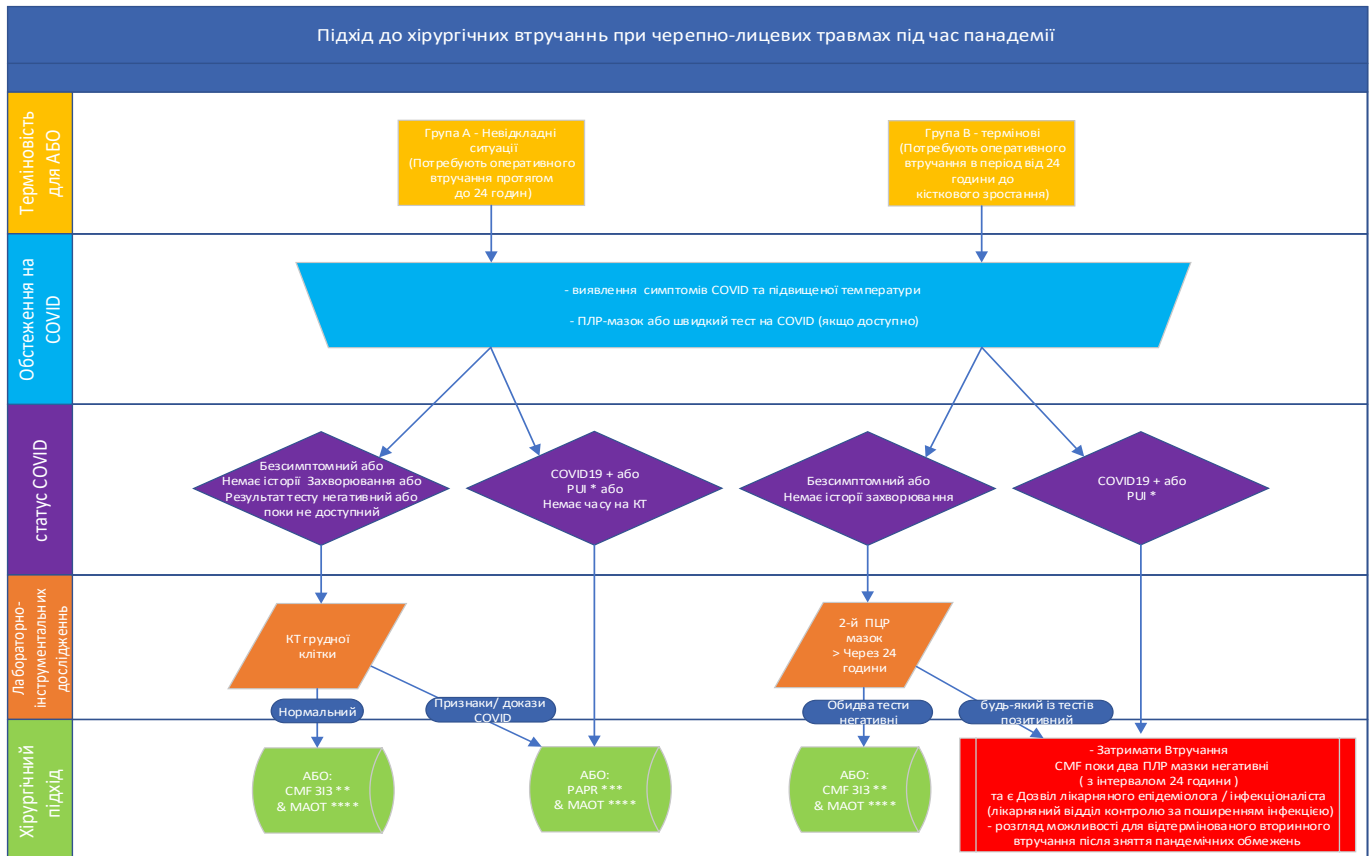 Підхід до хірургічних втручаннь при черепно-лицевих травмах під час панадемії
Терміновість
для АБО
Група А - Невідкладні
ситуації
(Потребують оперативного
втручання протягом
до 24 годин)
Група В - термінові
(Потребують оперативного
втручання в період від 24
години до
кісткового зростання)
Обстеження на
COVID
- виявлення симптомів COVID та підвищеної температури
- ПЛР-мазок або швидкий тест на COVID (якщо доступно)
статус COVID
Безсимптомний або
Немає історії Захворювання або
Результат тесту негативний або
поки не доступний
COVID19 + або
PUI * або
Немає часу на КТ
Безсимптомний або
Немає історії захворювання
COVID19 + або
PUI *
Лабораторно-
інструментальних
дослідженнь
КТ грудної
клітки
2-й ПЦР
мазок
> Через 24
години
Нормальний
Признаки/ докази
COVID
Обидва тести
негативні
будь-який із тестів
позитивний
Хірургічний
підхід
АБО:
CMF ЗІЗ **
& МАОТ ****
АБО:
PAPR ***
& МАОТ ****
АБО:
CMF ЗІЗ **
& МАОТ ****
- Затримати Втручання
CMF поки два ПЛР мазки негативні
( з інтервалом 24 години )
та є Дозвіл лікарняного епідеміолога / інфекціоналіста
(лікарняний відділ контролю за поширенням інфекцією)
- розгляд можливості для відтермінованого вторинного
втручання після зняття пандемічних обмежень